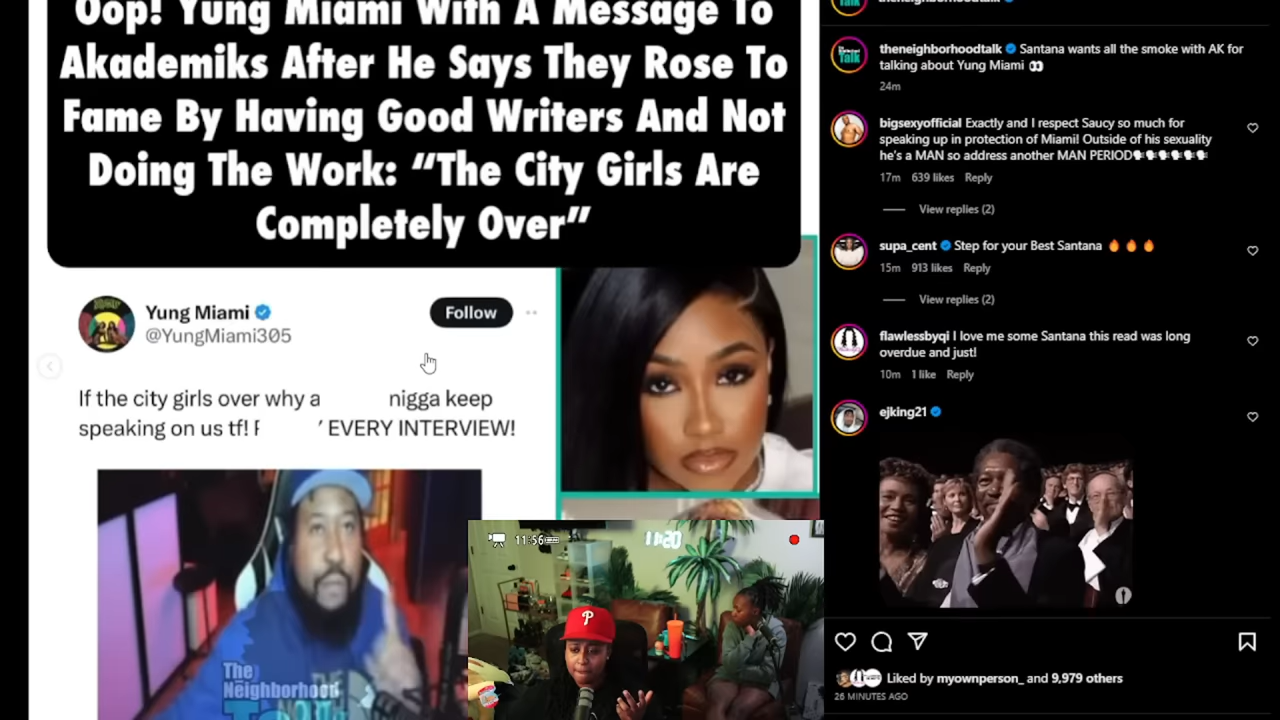 Oop! Yung Miami With A Message To
Akademiks After He Says They Rose To
Fame By Having Good Writers And Not
Doing The Work: “The City Girls Are
Completely Over”
Yung Miami
@YungMiami305
Follow
If the city girls over why a nigga keep
speaking on us tf! F EVERY INTERVIEW!
The
Neighborhood
Talk
11:56
11:20
P
theneighborhoodtalk
Talk
theneighborhoodtalk Santana wants all the smoke with AK for
talking about Yung Miami 👀
24m
bigsexyofficial Exactly and I respect Saucy so much for
speaking up in protection of Miami! Outside of his sexuality
he's a MAN so address another MAN PERIOD🗣🗣🗣🗣🗣🗣
17m 639 likes Reply
View replies (2)
supa_cent Step for your Best Santana 🔥🔥🔥
15m 913 likes Reply
View replies (2)
flawlessbyqi I love me some Santana this read was long
overdue and just!
10m 1 like Reply
ejking21
Liked by myownperson_ and 9,979 others
26 MINUTES AGO